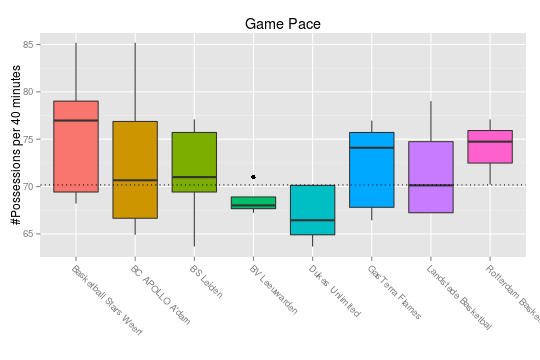 Game Pace
#Possessions per 40 minutes
85
80
75
70
65
Basketball Stars Weert
BC APOLLO A'dam
BS Leiden
BV Leeuwarden
Dukes Unlimited
GasTerra Flames
Landstede Basketbal
Rotterdam Basket